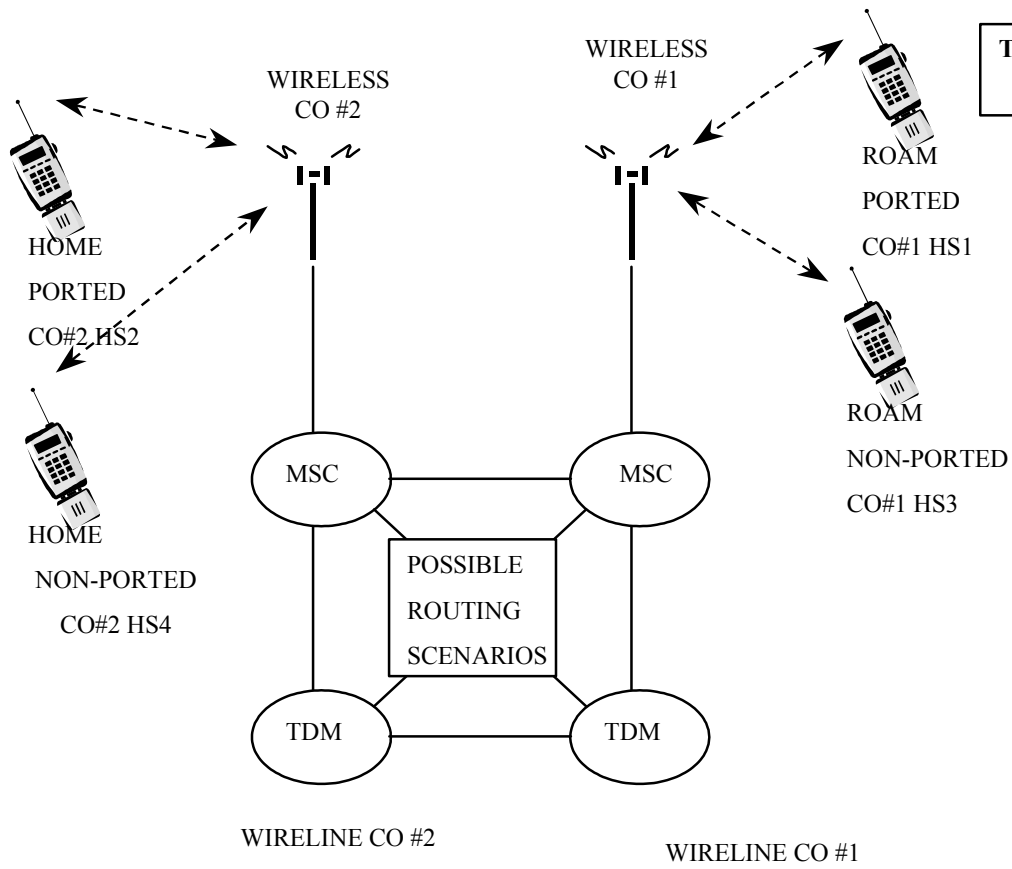 WIRELESS
CO #2
WIRELESS
CO #1
T
ROAM
PORTED
CO#1 HS1
HOME
PORTED
CO#2 HS2
ROAM
NON-PORTED
CO#1 HS3
HOME
NON-PORTED
CO#2 HS4
MSC
MSC
POSSIBLE
ROUTING
SCENARIOS
TDM
TDM
WIRELINE CO #2
WIRELINE CO #1